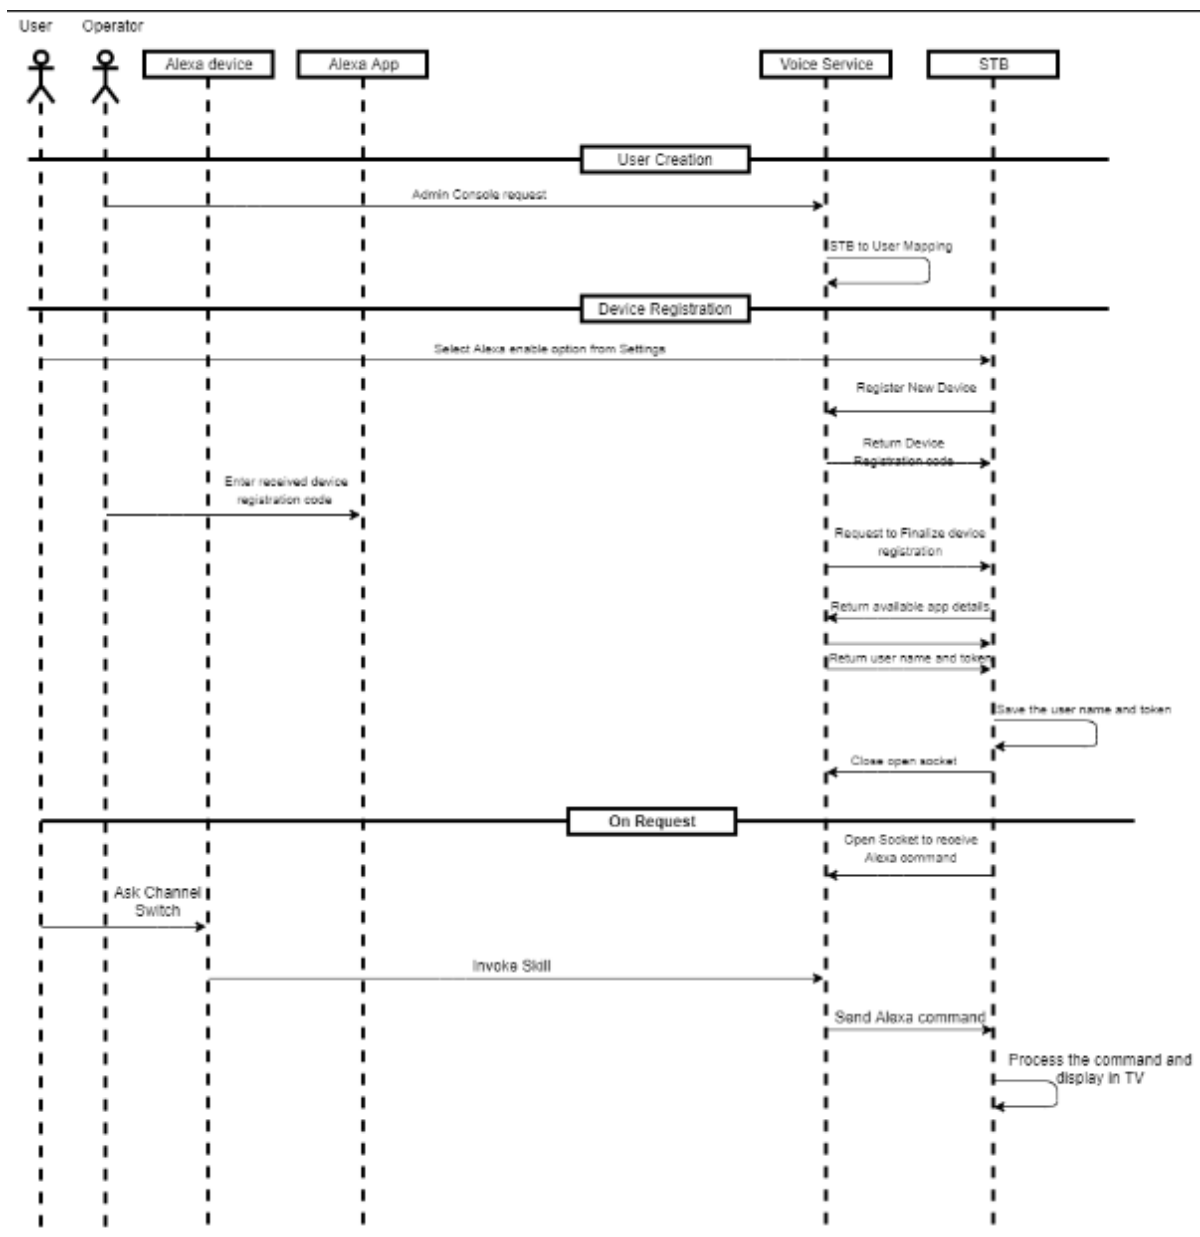 User
Operator
Alexa device
Alexa App
Voice Service
STB
User Creation
Admin Console request
STB to User Mapping
Device Registration
Select Alexa enable option from Settings
Register New Device
Return Device
Registration code
Enter received device
registration code
Request to Finalize device
registration
Return available app details
Return user name and token
Save the user name and token
Close open socket
On Request
Open Socket to receive
Alexa command
Ask Channel
Switch
Invoke Skill
Send Alexa command
Process the command and
display in TV